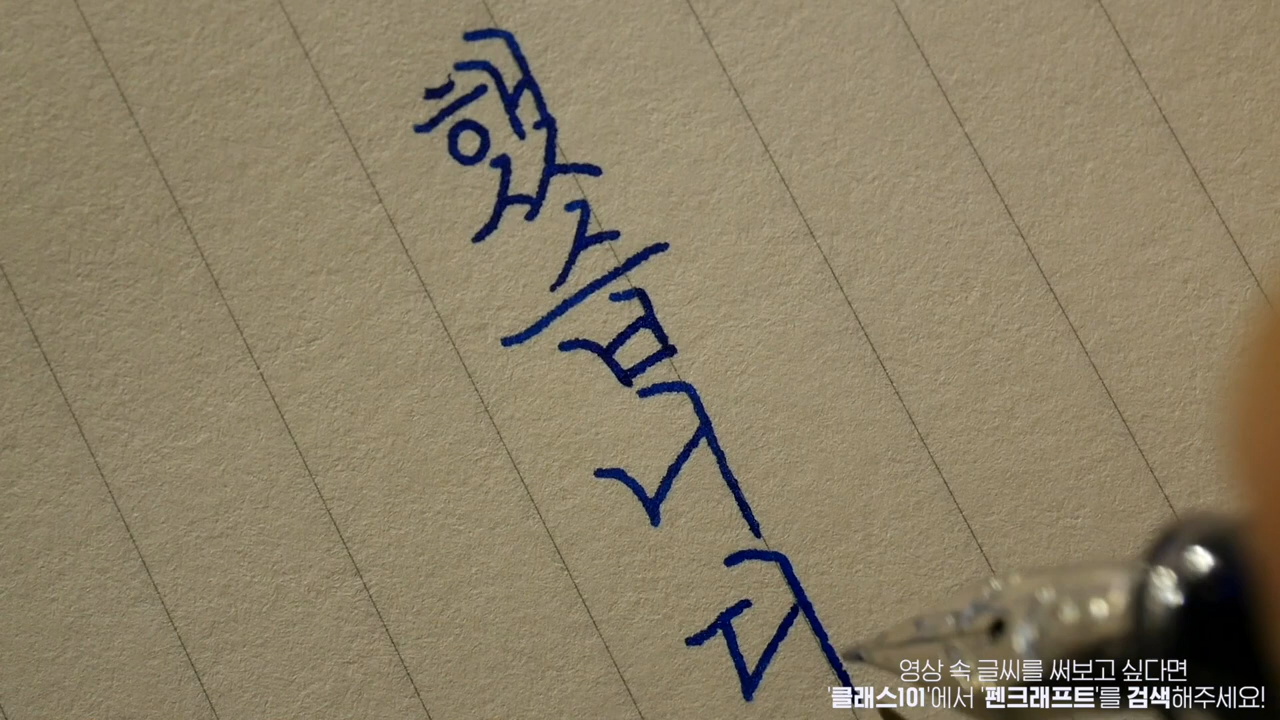 했습니디
영상 속 글씨를 써보고 싶다면
'클래스101'에서 '펜크래프트'를 검색해주세요!